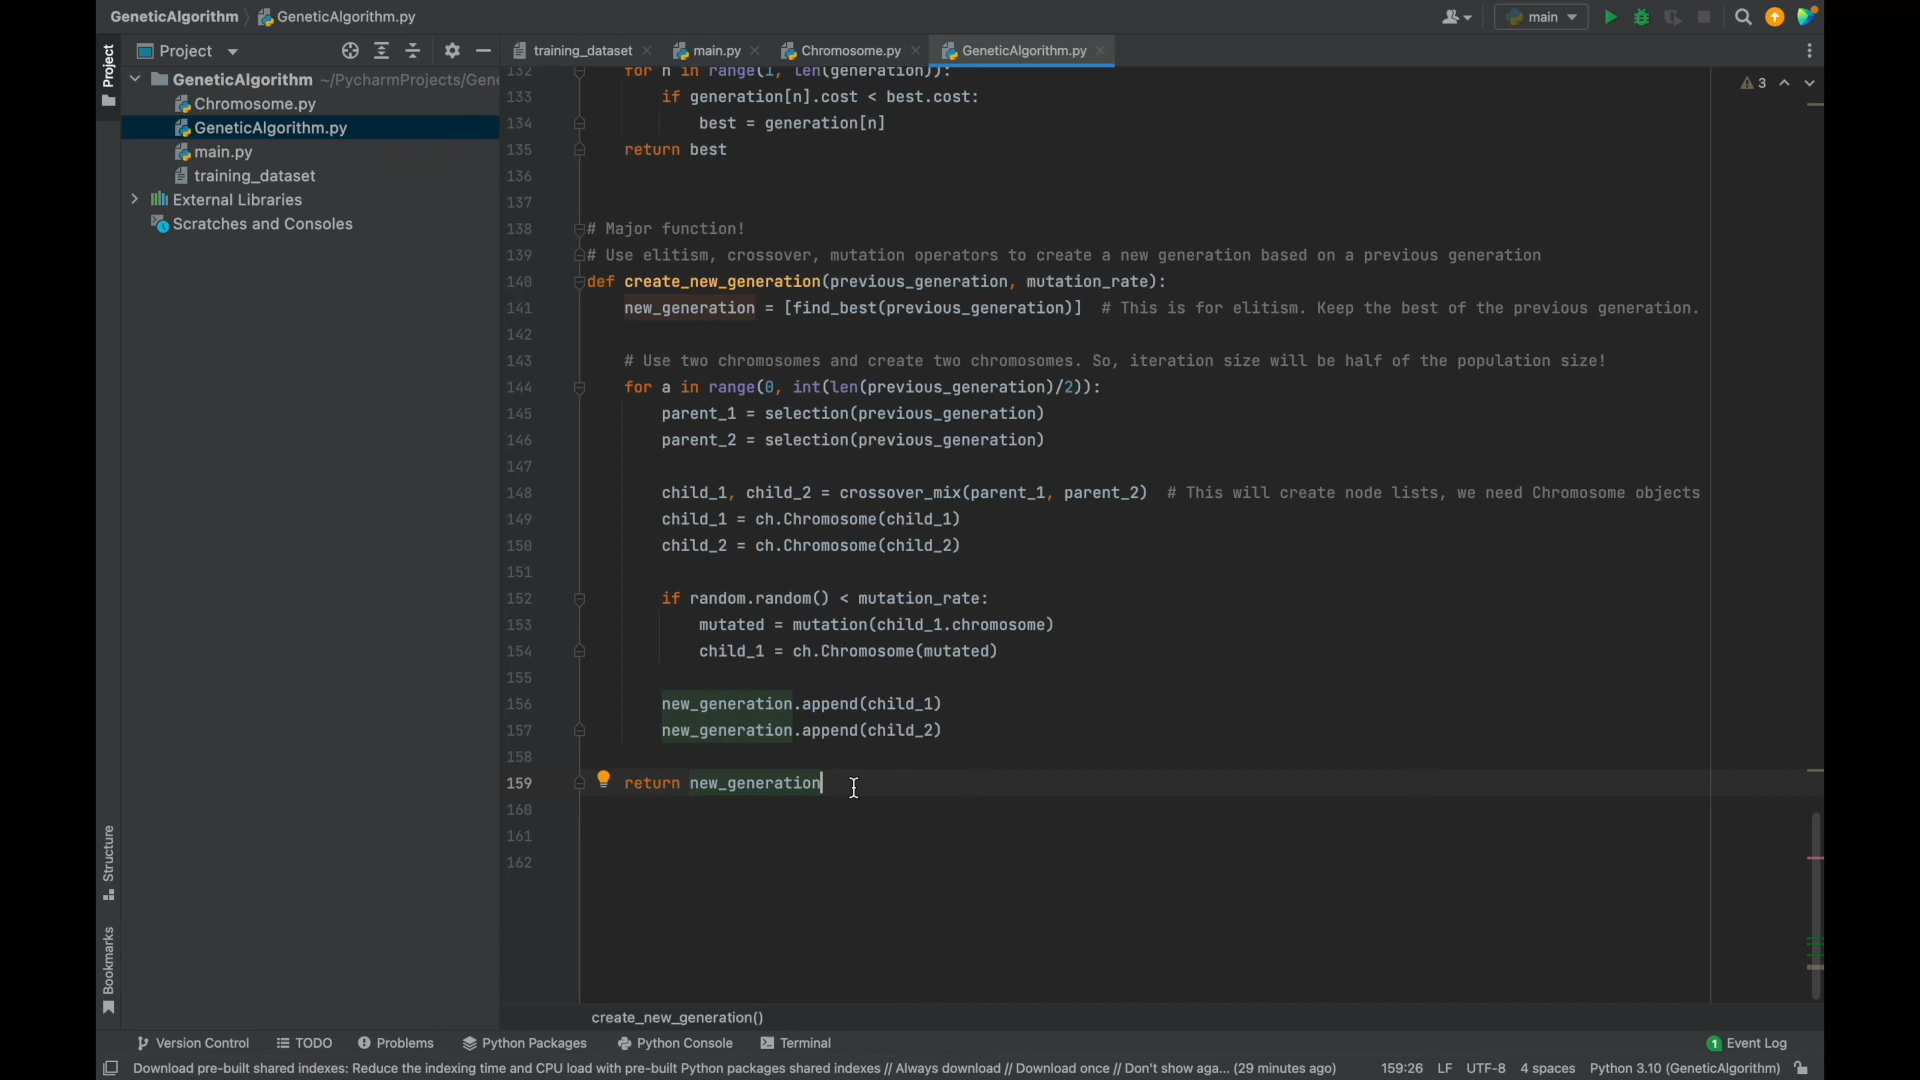 GeneticAlgorithm GeneticAlgorithm.py main
Project training_dataset main.py Chromosome.py GeneticAlgorithm.py
Project
GeneticAlgorithm ~/PycharmProjects/Gene
Chromosome.py
GeneticAlgorithm.py
main.py
training_dataset
External Libraries
Scratches and Consoles
3
132 for n in range(1, len(generation)):
133 if generation[n].cost < best.cost:
134 best = generation[n]
135 return best
136
137
138 # Major function!
139 # Use elitism, crossover, mutation operators to create a new generation based on a previous generation
140 def create_new_generation(previous_generation, mutation_rate):
141 new_generation = [find_best(previous_generation)] # This is for elitism. Keep the best of the previous generation.
142
143 # Use two chromosomes and create two chromosomes. So, iteration size will be half of the population size!
144 for a in range(0, int(len(previous_generation)/2)):
145 parent_1 = selection(previous_generation)
146 parent_2 = selection(previous_generation)
147
148 child_1, child_2 = crossover_mix(parent_1, parent_2) # This will create node lists, we need Chromosome objects
149 child_1 = ch.Chromosome(child_1)
150 child_2 = ch.Chromosome(child_2)
151
152 if random.random() < mutation_rate:
153 mutated = mutation(child_1.chromosome)
154 child_1 = ch.Chromosome(mutated)
155
156 new_generation.append(child_1)
157 new_generation.append(child_2)
158
159 return new_generation
160
161
162
Structure
Bookmarks
create_new_generation()
Version Control TODO Problems Python Packages Python Console Terminal 1 Event Log
Download pre-built shared indexes: Reduce the indexing time and CPU load with pre-built Python packages shared indexes // Always download // Download once // Don't show aga... (29 minutes ago) 159:26 LF UTF-8 4 spaces Python 3.10 (GeneticAlgorithm)